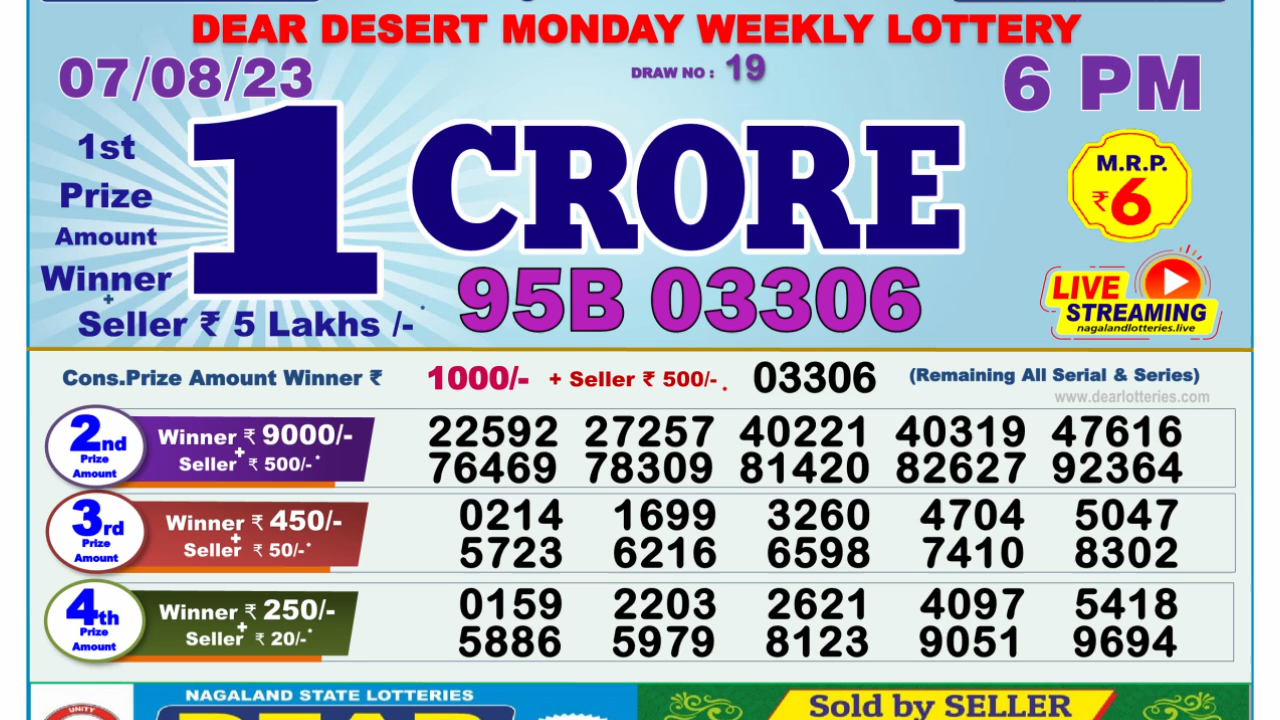 DEAR DESERT MONDAY WEEKLY LOTTERY
07/08/23
DRAW NO : 19
6 PM
1st
Prize
Amount
Winner
+
Seller ₹ 5 Lakhs /-
1 CRORE
95B 03306
M.R.P.
₹6
LIVE
STREAMING
nagalandlotteries.live
Cons.Prize Amount Winner ₹ 1000/- + Seller ₹ 500/- . 03306 (Remaining All Serial & Series)
www.dearlotteries.com
2nd
Prize
Amount
Winner ₹ 9000/-
+
Seller ₹ 500/-*
22592 27257 40221 40319 47616
76469 78309 81420 82627 92364
3rd
Prize
Amount
Winner ₹ 450/-
+
Seller ₹ 50/-*
0214 1699 3260 4704 5047
5723 6216 6598 7410 8302
4th
Prize
Amount
Winner ₹ 250/-
+
Seller ₹ 20/-*
0159 2203 2621 4097 5418
5886 5979 8123 9051 9694
UNITY
NAGALAND STATE LOTTERIES
DEAR
Sold by SELLER